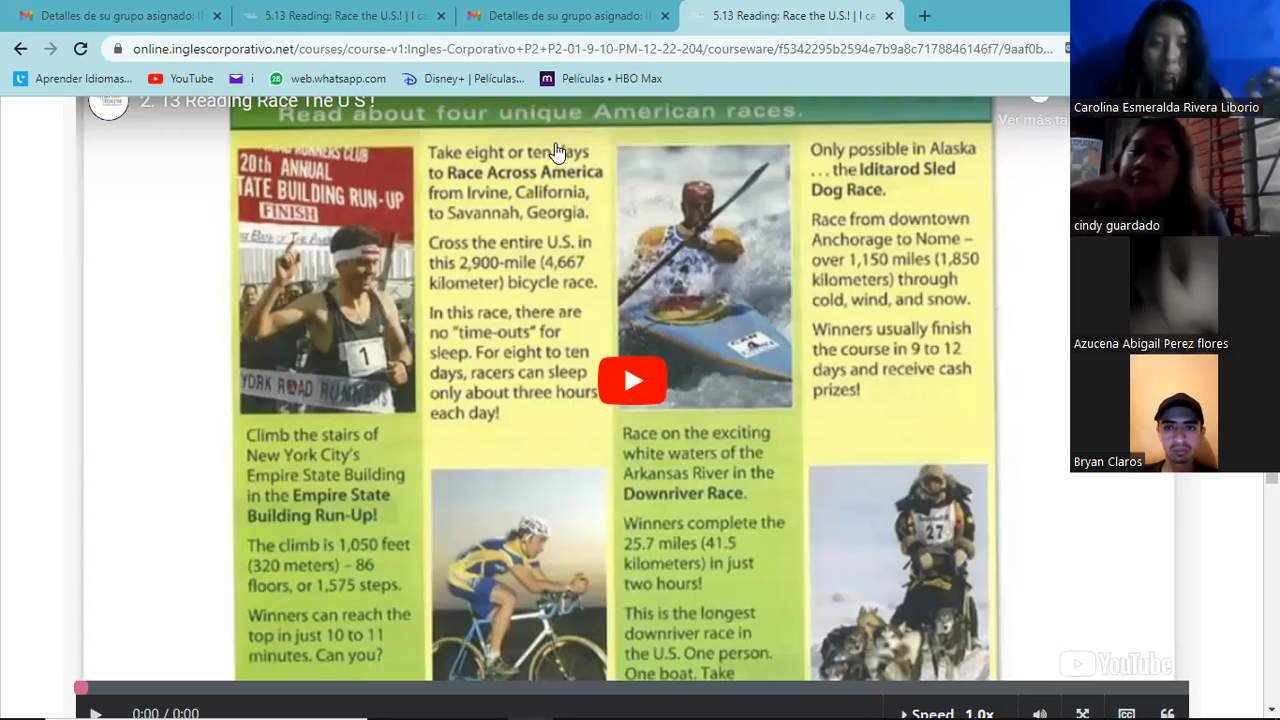 Detalles de su grupo asignado: I
5.13 Reading: Race the U.S.! | I ca
Detalles de su grupo asignado: I
5.13 Reading: Race the U.S.! | I ca
online.inglescorporativo.net/courses/course-v1:Ingles-Corporativo+P2+P2-01-9-10-PM-12-22-204/courseware/f5342295b2594e7b9a8c7178846146f7/9aaf0b...
Aprender Idiomas...
YouTube
i
28
web.whatsapp.com
Disney+ | Películas...
Películas • HBO Max
2. 13 Reading Race The U S !
Ver más ta
Read about four unique American races.
ROAD RUNNERS CLUB
20th ANNUAL
TATE BUILDING RUN-UP
FINISH
1
YORK ROAD RUNNERS
Climb the stairs of
New York City's
Empire State Building
in the Empire State
Building Run-Up!
The climb is 1,050 feet
(320 meters) – 86
floors, or 1,575 steps.
Winners can reach the
top in just 10 to 11
minutes. Can you?
Take eight or ten days
to Race Across America
from Irvine, California,
to Savannah, Georgia.
Cross the entire U.S. in
this 2,900-mile (4,667
kilometer) bicycle race.
In this race, there are
no "time-outs" for
sleep. For eight to ten
days, racers can sleep
only about three hours
each day!
Race on the exciting
white waters of the
Arkansas River in the
Downriver Race.
Winners complete the
25.7 miles (41.5
kilometers) in just
two hours!
This is the longest
downriver race in
the U.S. One person.
One boat. Take
Only possible in Alaska
. . . the Iditarod Sled
Dog Race.
Race from downtown
Anchorage to Nome –
over 1,150 miles (1,850
kilometers) through
cold, wind, and snow.
Winners usually finish
the course in 9 to 12
days and receive cash
prizes!
27
YouTube
0:00 / 0:00
Speed 1.0x
CC
Carolina Esmeralda Rivera Liborio
cindy guardado
Azucena Abigail Perez flores
Bryan Claros